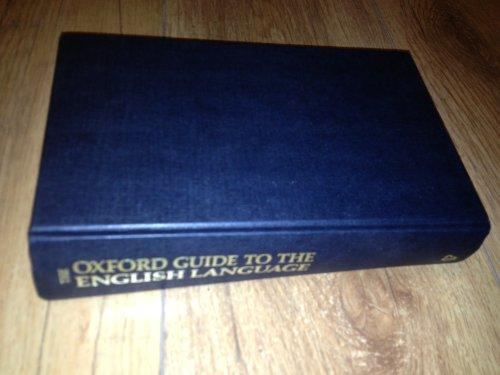 THE OXFORD GUIDE TO THE
ENGLISH LANGUAGE